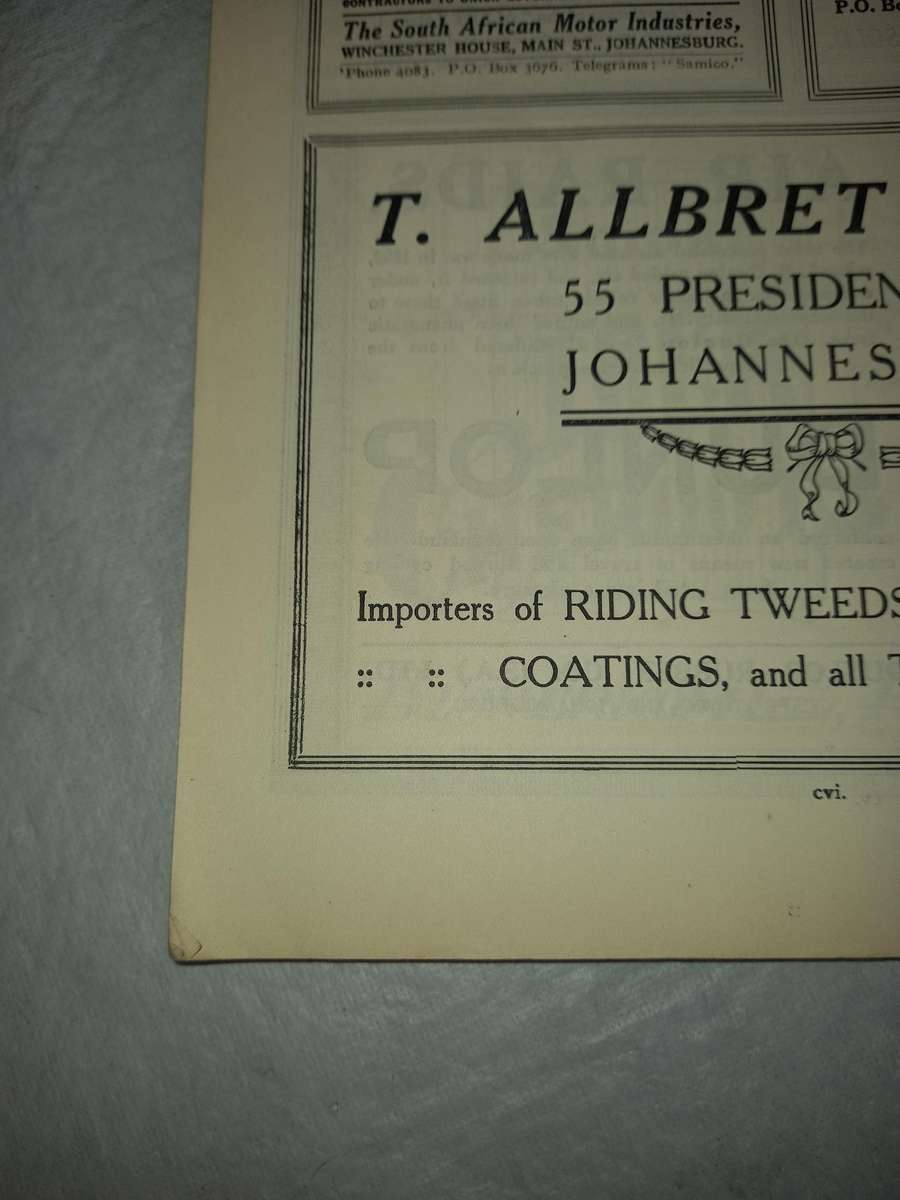 The South African Motor Industries,
WINCHESTER HOUSE, MAIN ST., JOHANNESBURG.
'Phone 4083. P.O. Box 3676. Telegrams: "Samico."
P.O. Bo
T. ALLBRET
55 PRESIDEN
JOHANNES
Importers of RIDING TWEEDS
:: :: COATINGS, and all T
cvi.